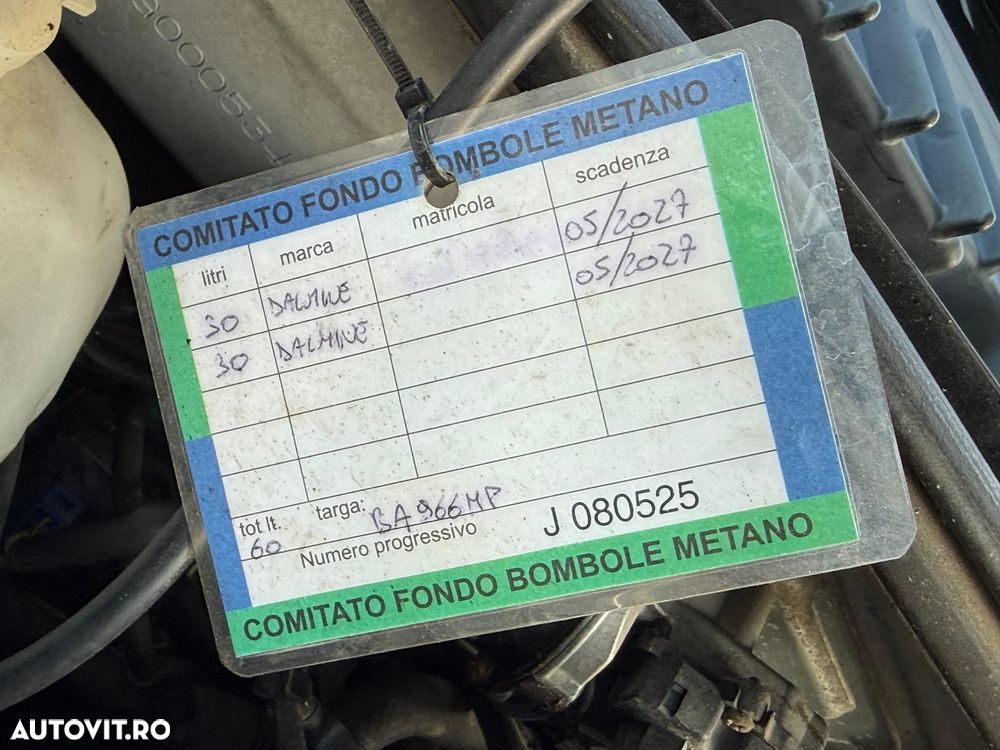 COMITATO FONDO BOMBOLE METANO
litri marca matricola scadenza
30 DALMINE 05/2027
30 DALMINE 05/2027
tot lt. targa: BA966MP
60 Numero progressivo J 080525
COMITATO FONDO BOMBOLE METANO
AUTOVIT.RO